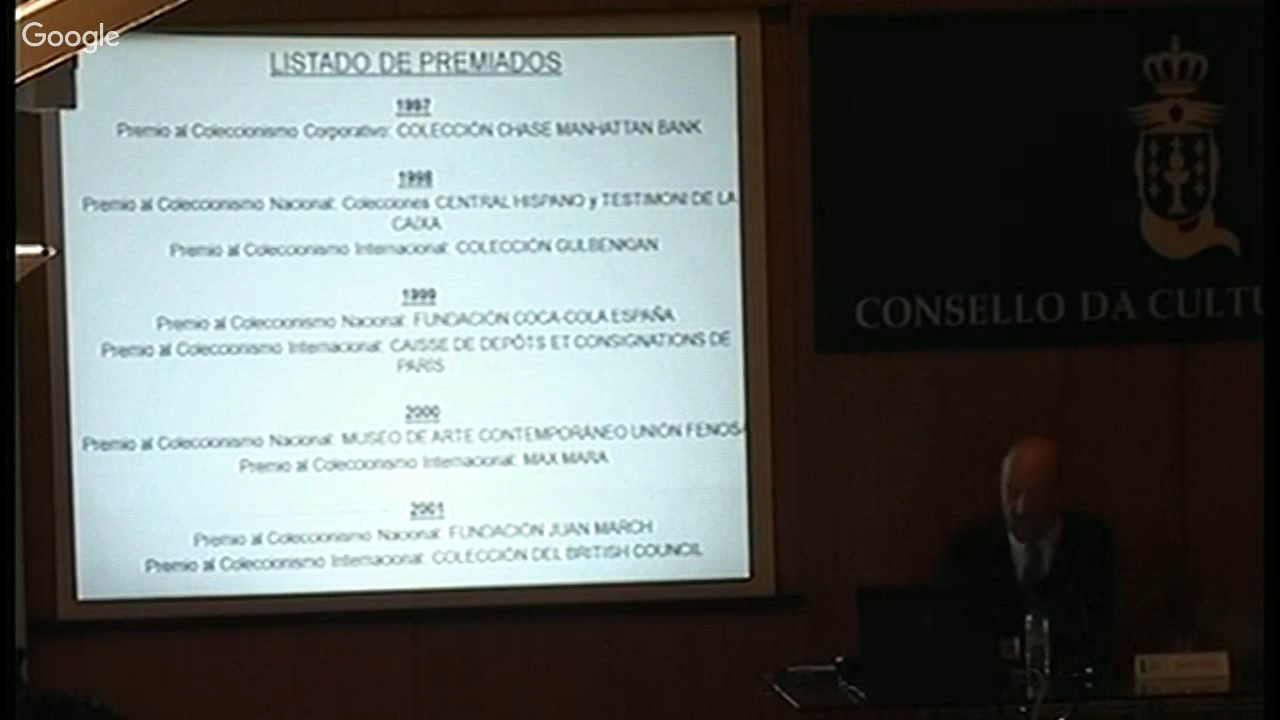 Google
LISTADO DE PREMIADOS
1997
Premio al Coleccionismo Corporativo: COLECCIÓN CHASE MANHATTAN BANK
1998
Premio al Coleccionismo Nacional: Colecciones CENTRAL HISPANO y TESTIMONI DE LA
CAIXA
Premio al Coleccionismo Internacional: COLECCIÓN GULBENKIAN
1999
Premio al Coleccionismo Nacional: FUNDACIÓN COCA-COLA ESPAÑA
Premio al Coleccionismo Internacional: CAISSE DE DEPÔTS ET CONSIGNATIONS DE
PARÍS
2000
Premio al Coleccionismo Nacional: MUSEO DE ARTE CONTEMPORÁNEO UNIÓN FENOSA
Premio al Coleccionismo Internacional: MAX MARA
2001
Premio al Coleccionismo Nacional: FUNDACIÓN JUAN MARCH
Premio al Coleccionismo Internacional: COLECCIÓN DEL BRITISH COUNCIL
CONSELLO DA CULTU